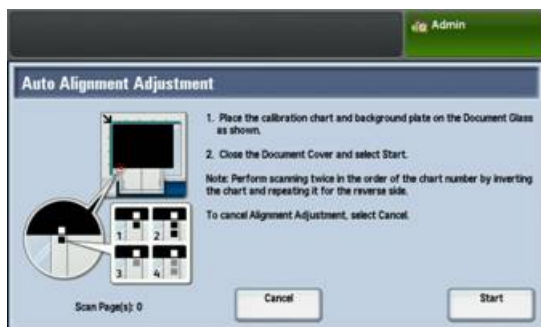 Admin
Auto Alignment Adjustment
1. Place the calibration chart and background plate on the Document Glass
as shown.
2. Close the Document Cover and select Start.
Note: Perform scanning twice in the order of the chart number by inverting
the chart and repeating it for the reverse side.
To cancel Alignment Adjustment, select Cancel.
1 2
3 4
Scan Page(s): 0
Cancel
Start